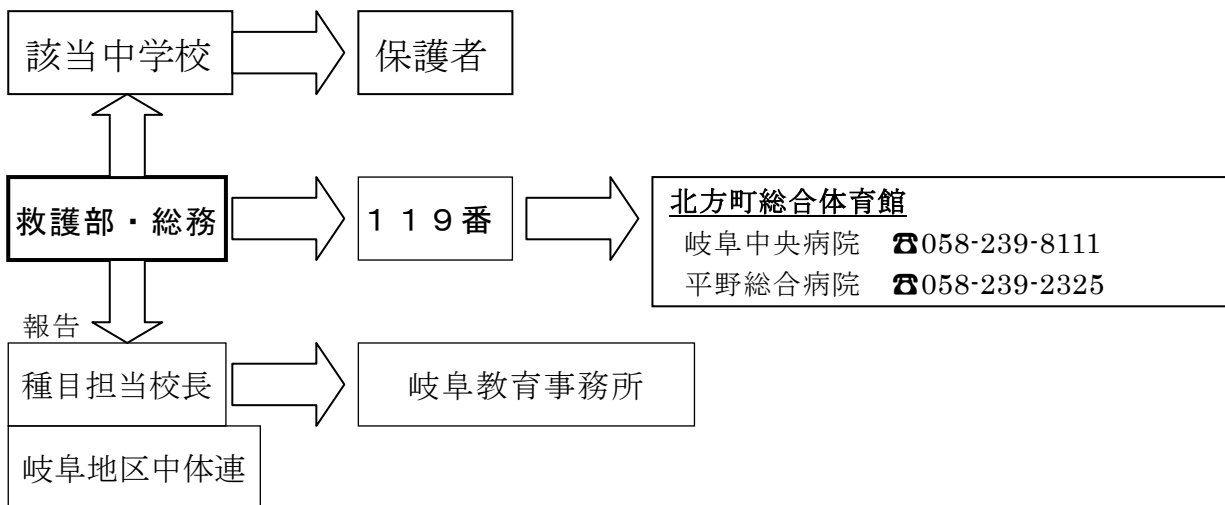 該当中学校
保護者
救護部・総務
１１９番
北方町総合体育館
岐阜中央病院 ☎058-239-8111
平野総合病院 ☎058-239-2325
報告
種目担当校長
岐阜教育事務所
岐阜地区中体連